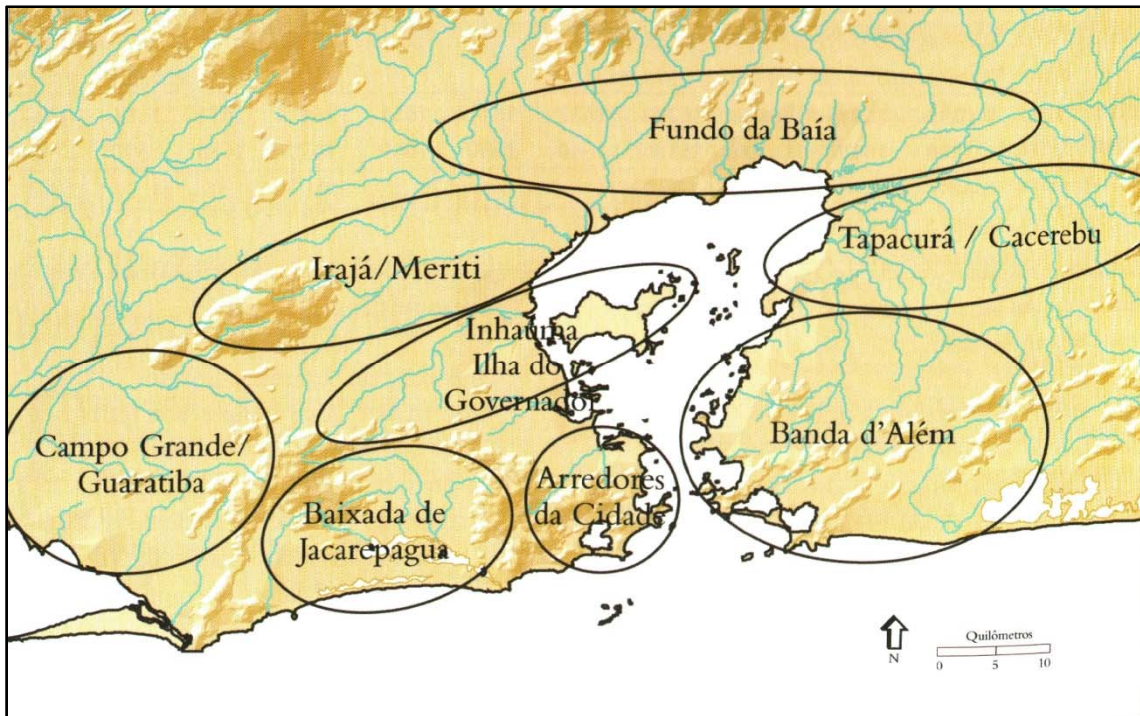 Fundo da Baía
Tapacurá / Cacerebu
Irajá/Meriti
Inhaúma
Ilha do
Governador
Campo Grande/
Guaratiba
Banda d'Além
Arredores
da Cidade
Baixada de
Jacarepagua
N
Quilômetros
0 5 10